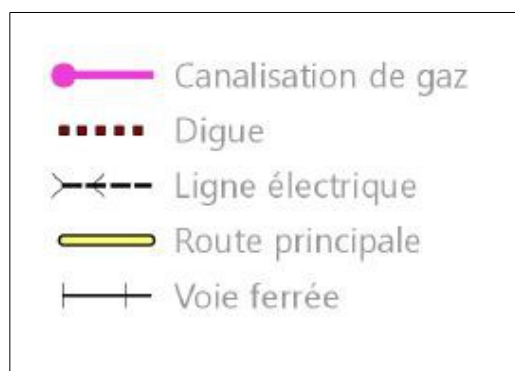 Canalisation de gaz
Digue
Ligne électrique
Route principale
Voie ferrée